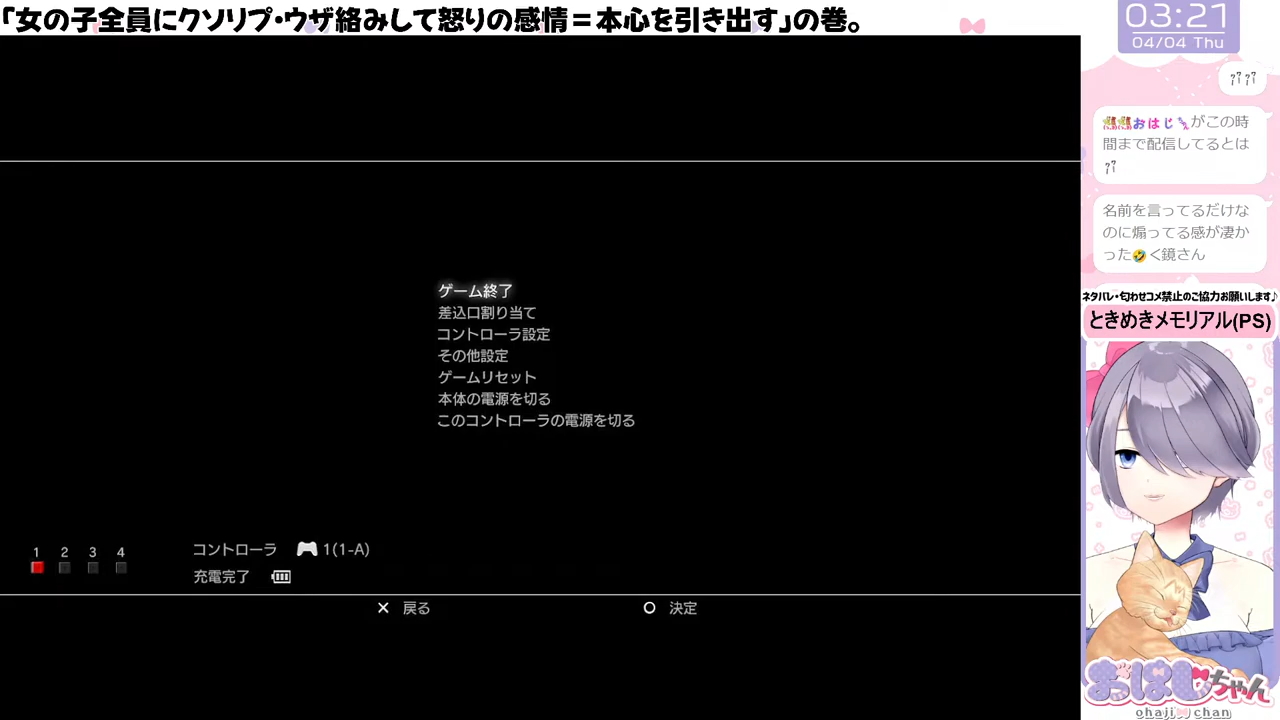 「女の子全員にクソリプ・ウザ絡みして怒りの感情=本心を引き出す」の巻。
03:21
04/04 Thu
⁇⁇
おはじがこの時
間まで配信してるとは
⁇
名前を言ってるだけな
のに煽ってる感が凄か
った🤣く鏡さん
ネタバレ・匂わせコメ禁止のご協力お願いします♪
ときめきメモリアル(PS)
ゲーム終了
差込口割り当て
コントローラ設定
その他設定
ゲームリセット
本体の電源を切る
このコントローラの電源を切る
1 2 3 4
コントローラ 1(1-A)
充電完了
× 戻る ○ 決定
おはじちゃん
ohaji chan